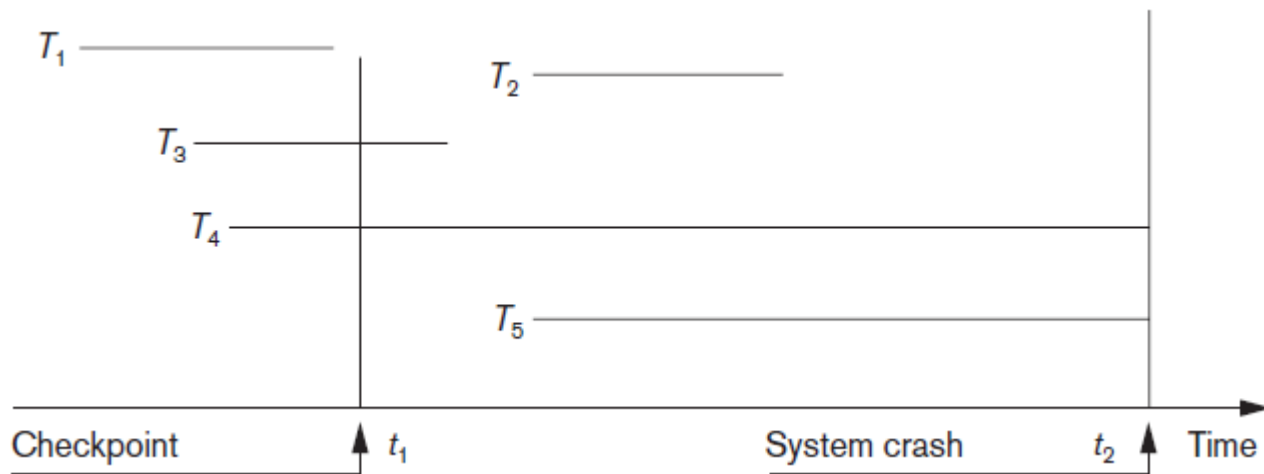 T₁
T₂
T₃
T₄
T₅
Checkpoint t₁ System crash t₂ Time